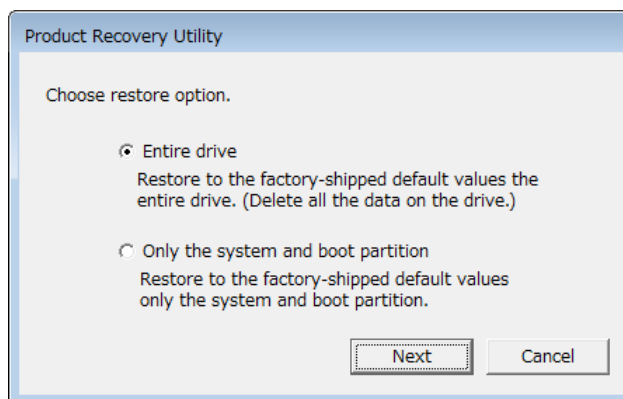 Product Recovery Utility
Choose restore option.
Entire drive
Restore to the factory-shipped default values the
entire drive. (Delete all the data on the drive.)
Only the system and boot partition
Restore to the factory-shipped default values
only the system and boot partition.
Next Cancel